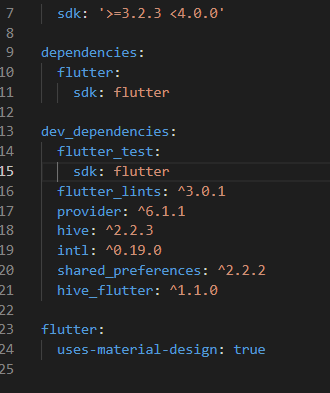 7 sdk: '>=3.2.3 <4.0.0'
8
9 dependencies:
10 flutter:
11 sdk: flutter
12
13 dev_dependencies:
14 flutter_test:
15 sdk: flutter
16 flutter_lints: ^3.0.1
17 provider: ^6.1.1
18 hive: ^2.2.3
19 intl: ^0.19.0
20 shared_preferences: ^2.2.2
21 hive_flutter: ^1.1.0
22
23 flutter:
24 uses-material-design: true
25